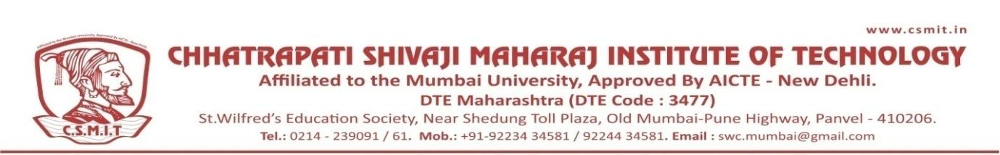 www.csmit.in
Affiliated to the Mumbai University, Approved By AICTE - New Delhi.
CHHATRAPATI SHIVAJI MAHARAJ INSTITUTE OF TECHNOLOGY
Affiliated to the Mumbai University, Approved By AICTE - New Dehli.
DTE Maharashtra (DTE Code : 3477)
St.Wilfred’s Education Society, Near Shedung Toll Plaza, Old Mumbai-Pune Highway, Panvel - 410206.
C.S.M.I.T
Tel.: 0214 - 239091 / 61. Mob.: +91-92234 34581 / 92244 34581. Email : swc.mumbai@gmail.com